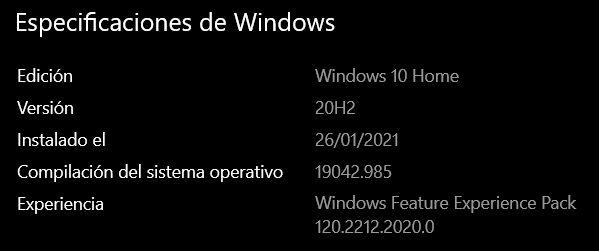 Especificaciones de Windows
Edición Windows 10 Home
Versión 20H2
Instalado el 26/01/2021
Compilación del sistema operativo 19042.985
Experiencia Windows Feature Experience Pack
120.2212.2020.0